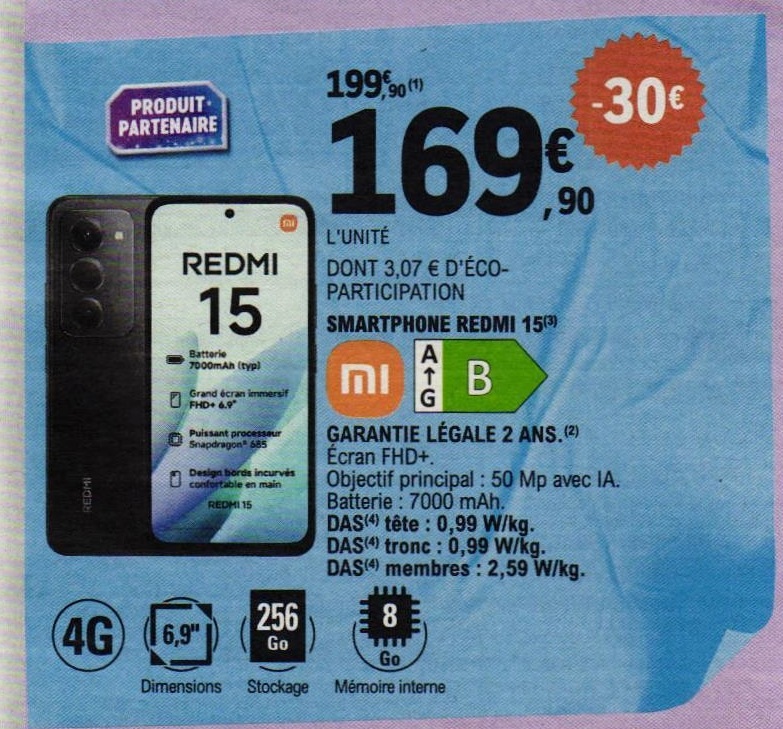 PRODUIT
PARTENAIRE
199€,90(1)
-30€
169€,90
L'UNITÉ
DONT 3,07 € D'ÉCO-
PARTICIPATION
SMARTPHONE REDMI 15(3)
mi
A
G
B
GARANTIE LÉGALE 2 ANS.(2)
Écran FHD+.
Objectif principal : 50 Mp avec IA.
Batterie : 7000 mAh.
DAS(4) tête : 0,99 W/kg.
DAS(4) tronc : 0,99 W/kg.
DAS(4) membres : 2,59 W/kg.
mi
REDMI
15
Batterie
7000mAh (typ)
Grand écran immersif
FHD+ 6.9"
Puissant processeur
Snapdragon® 685
Design bords incurvés
confortable en main
REDMI 15
REDMI
4G
6,9"
256
Go
8
Go
Dimensions
Stockage
Mémoire interne